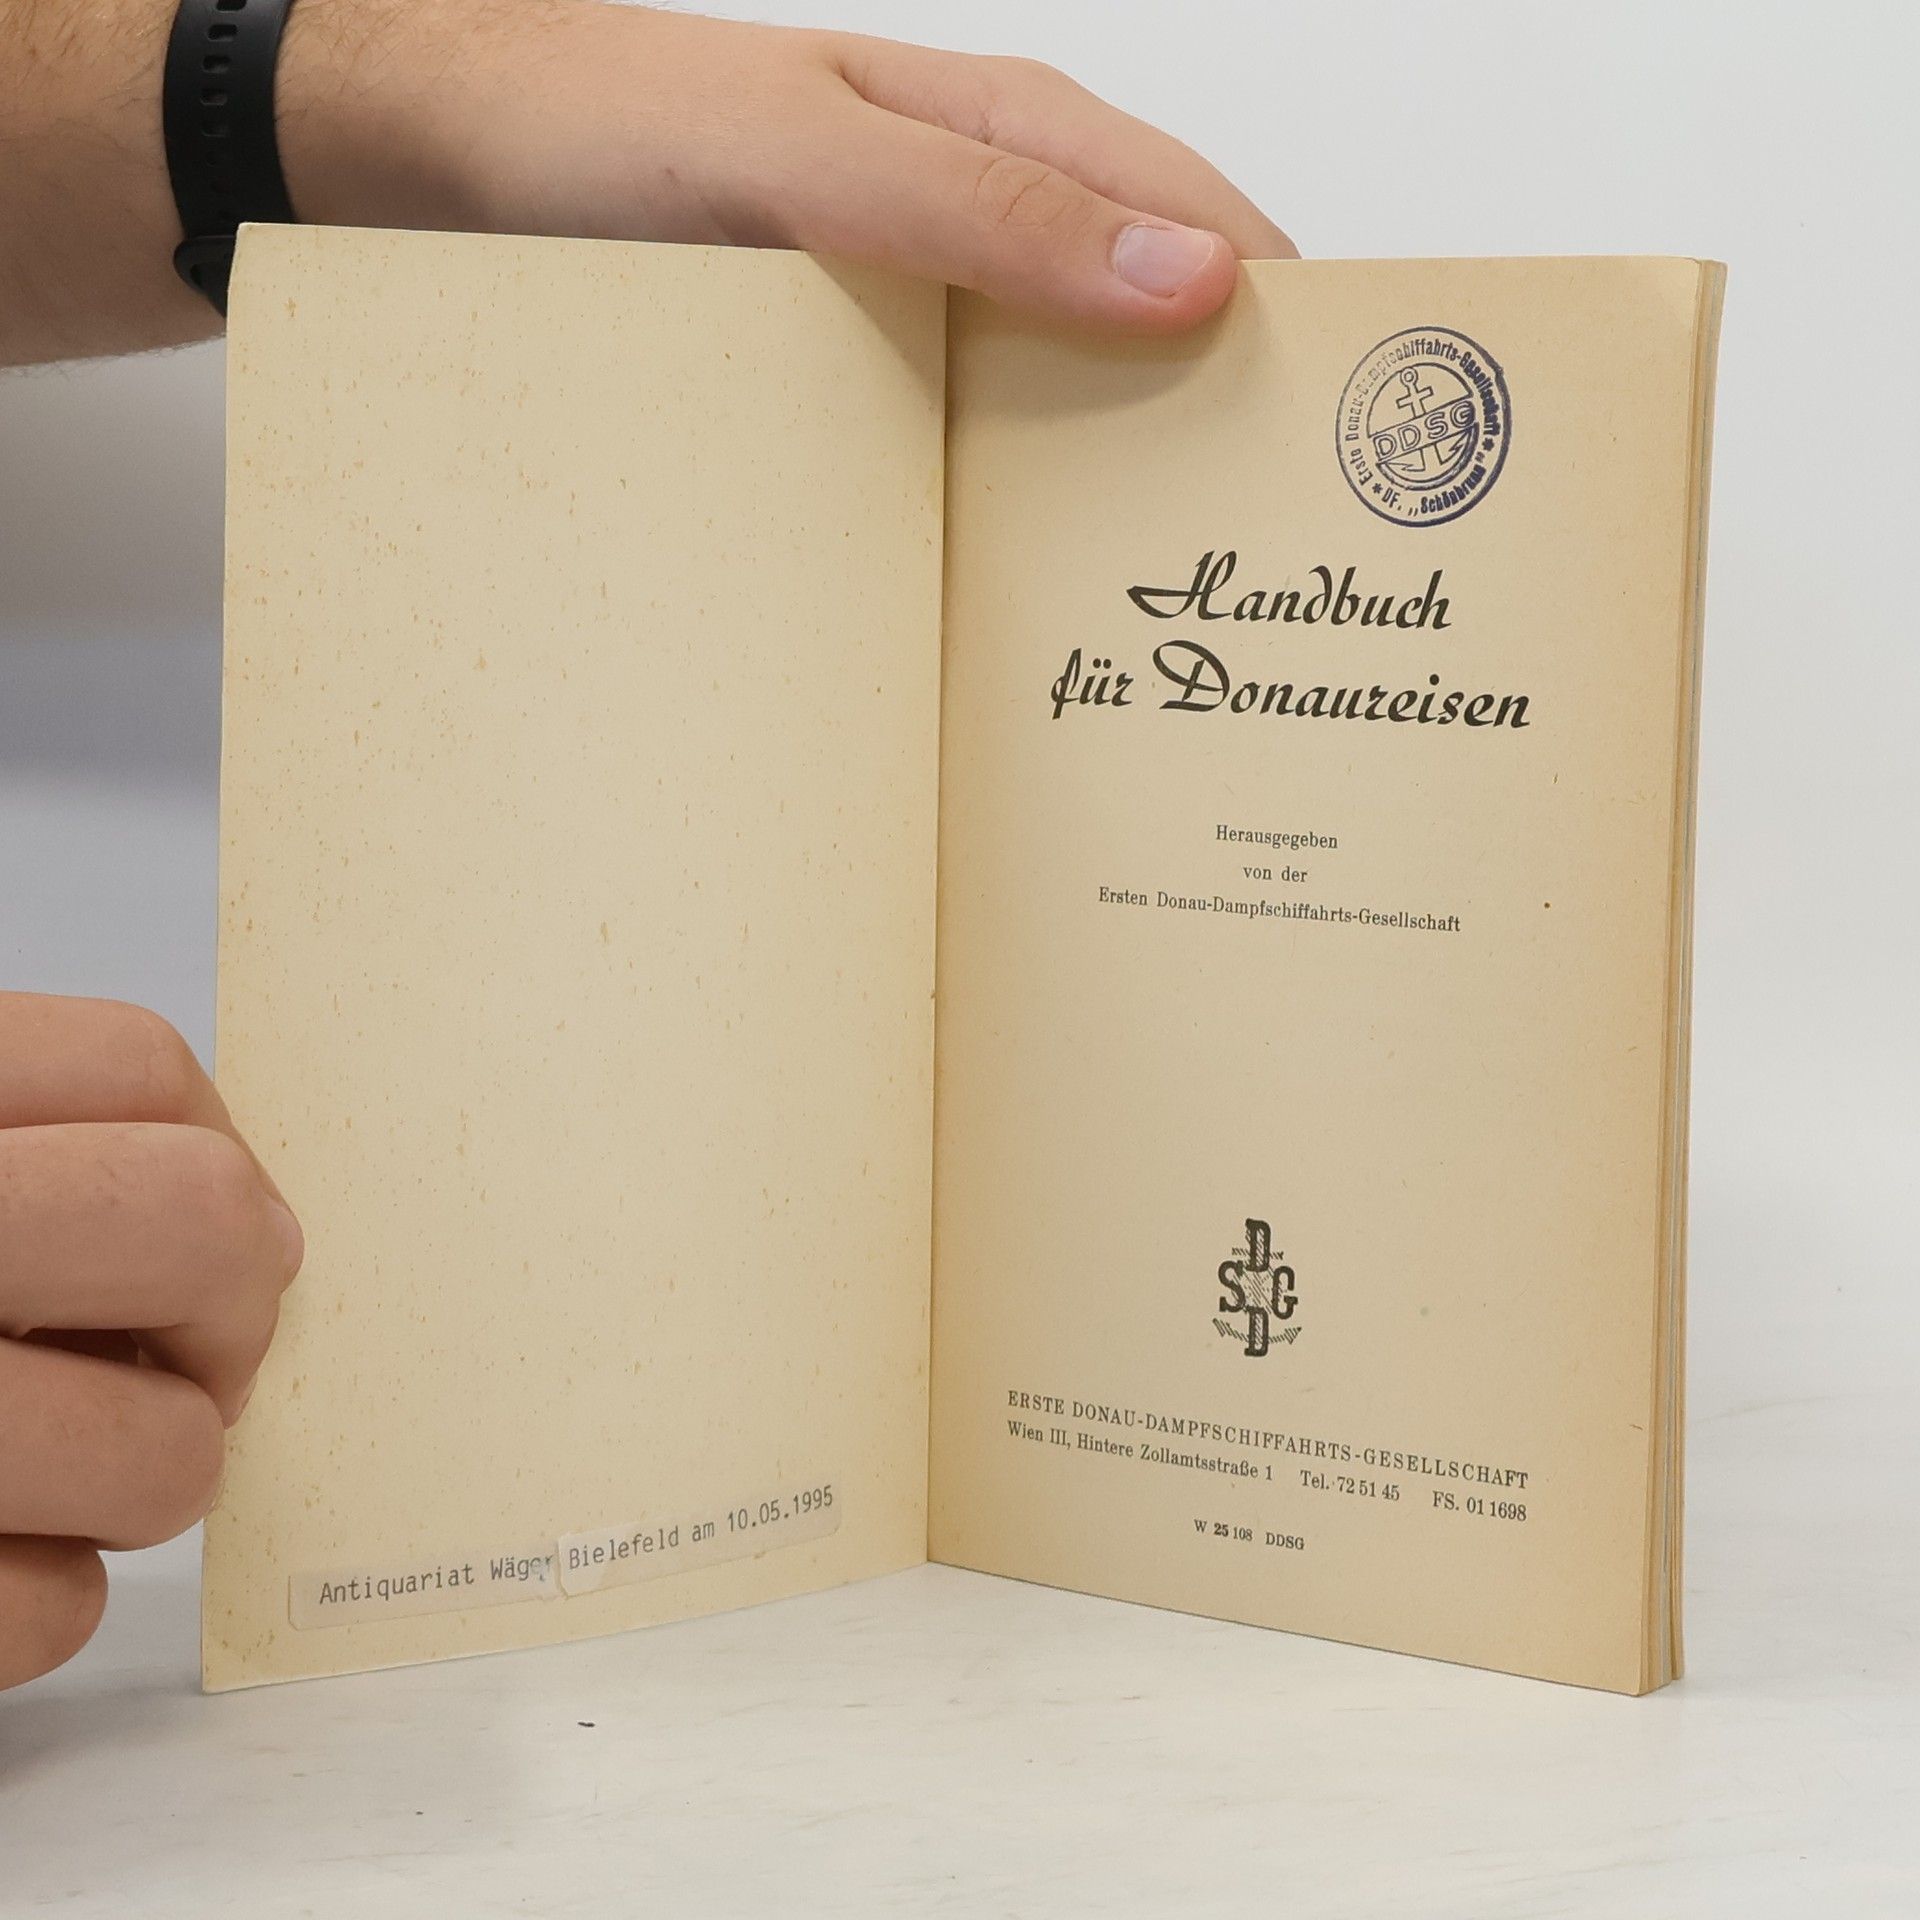 Antiquariat Wäger Bielefeld am 10.05.1995
Erste Donau-Dampfschiffahrts-Gesellschaft
DDSG
* DF. „Schönbrunn" *
Handbuch
für Donaureisen
Herausgegeben
von der
Ersten Donau-Dampfschiffahrts-Gesellschaft
D
S G
D
ERSTE DONAU-DAMPFSCHIFFAHRTS-GESELLSCHAFT
Wien III, Hintere Zollamtsstraße 1 Tel. 72 51 45 FS. 01 1698
W 25 108 DDSG